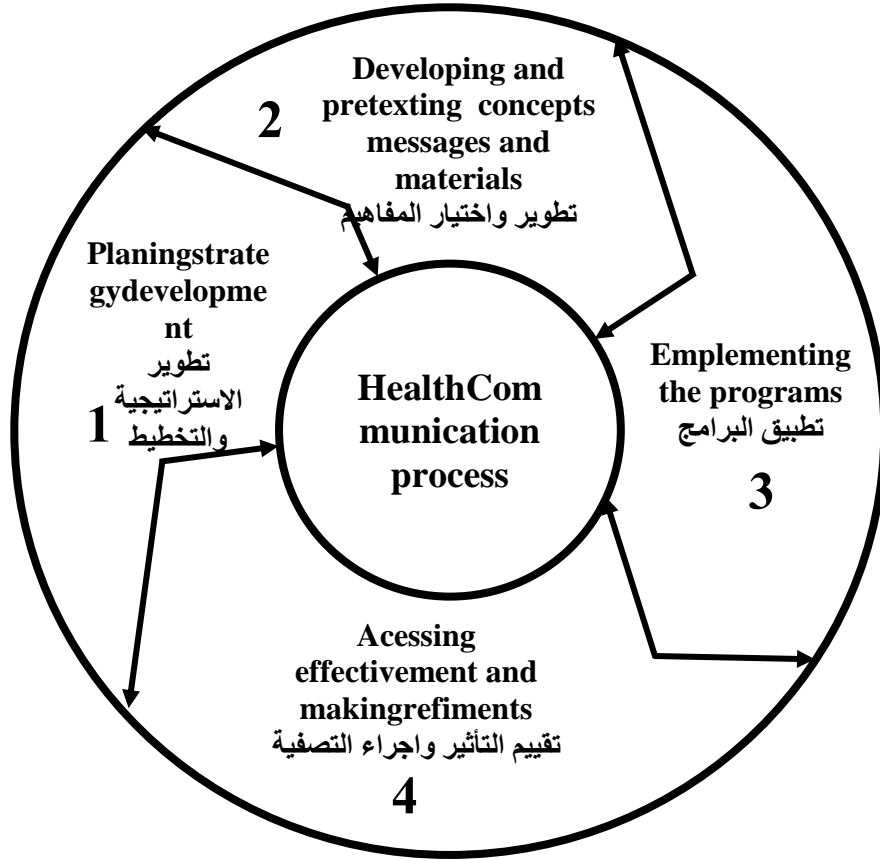 2
Developing and
pretexting concepts
messages and
materials
تطوير واختيار المفاهيم
Planingstrate
gydevelopme
nt
تطوير
الاستراتيجية
والتخطيط
1
HealthCom
munication
process
Emplementing
the programs
تطبيق البرامج
3
Acessing
effectivement and
makingrefiments
تقييم التأثير واجراء التصفية
4